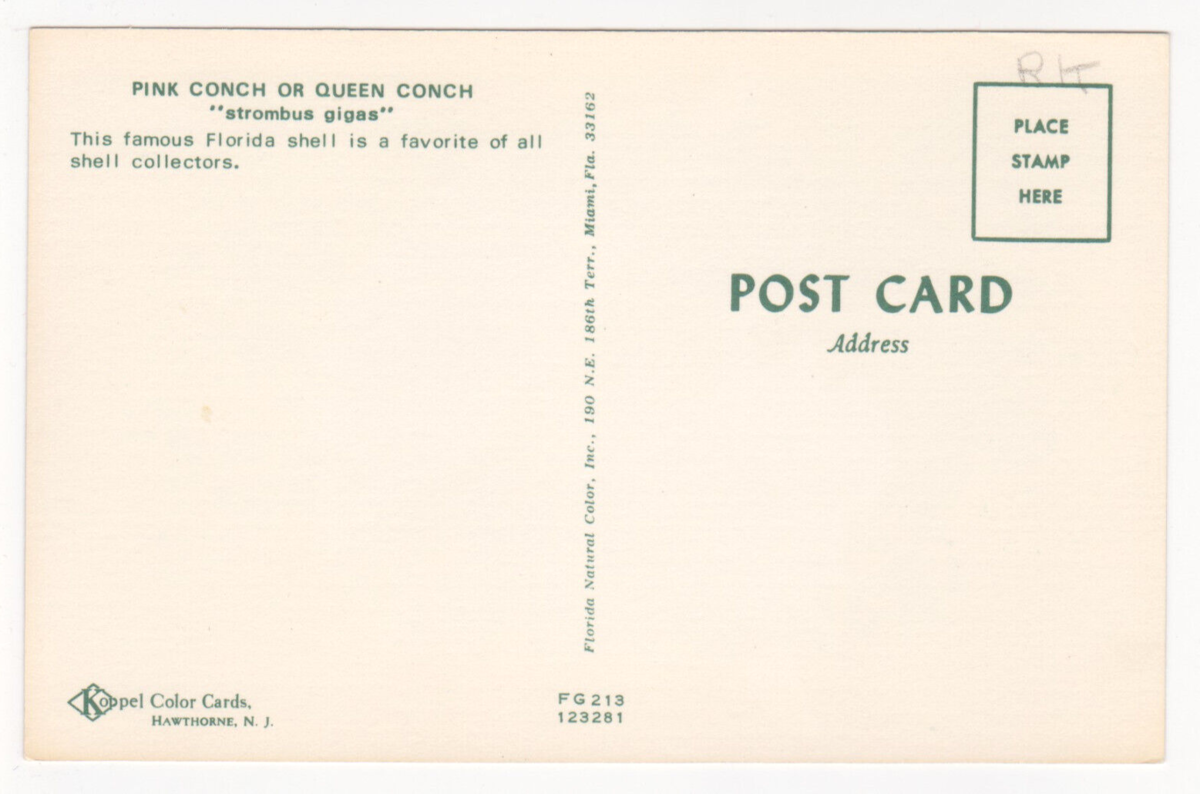 PINK CONCH OR QUEEN CONCH
"strombus gigas"
This famous Florida shell is a favorite of all
shell collectors.
Koppel Color Cards,
HAWTHORNE, N. J.
Florida Natural Color, Inc., 190 N.E. 186th Terr., Miami, Fla. 33162
FG213
123281
PLACE
STAMP
HERE
POST CARD
Address